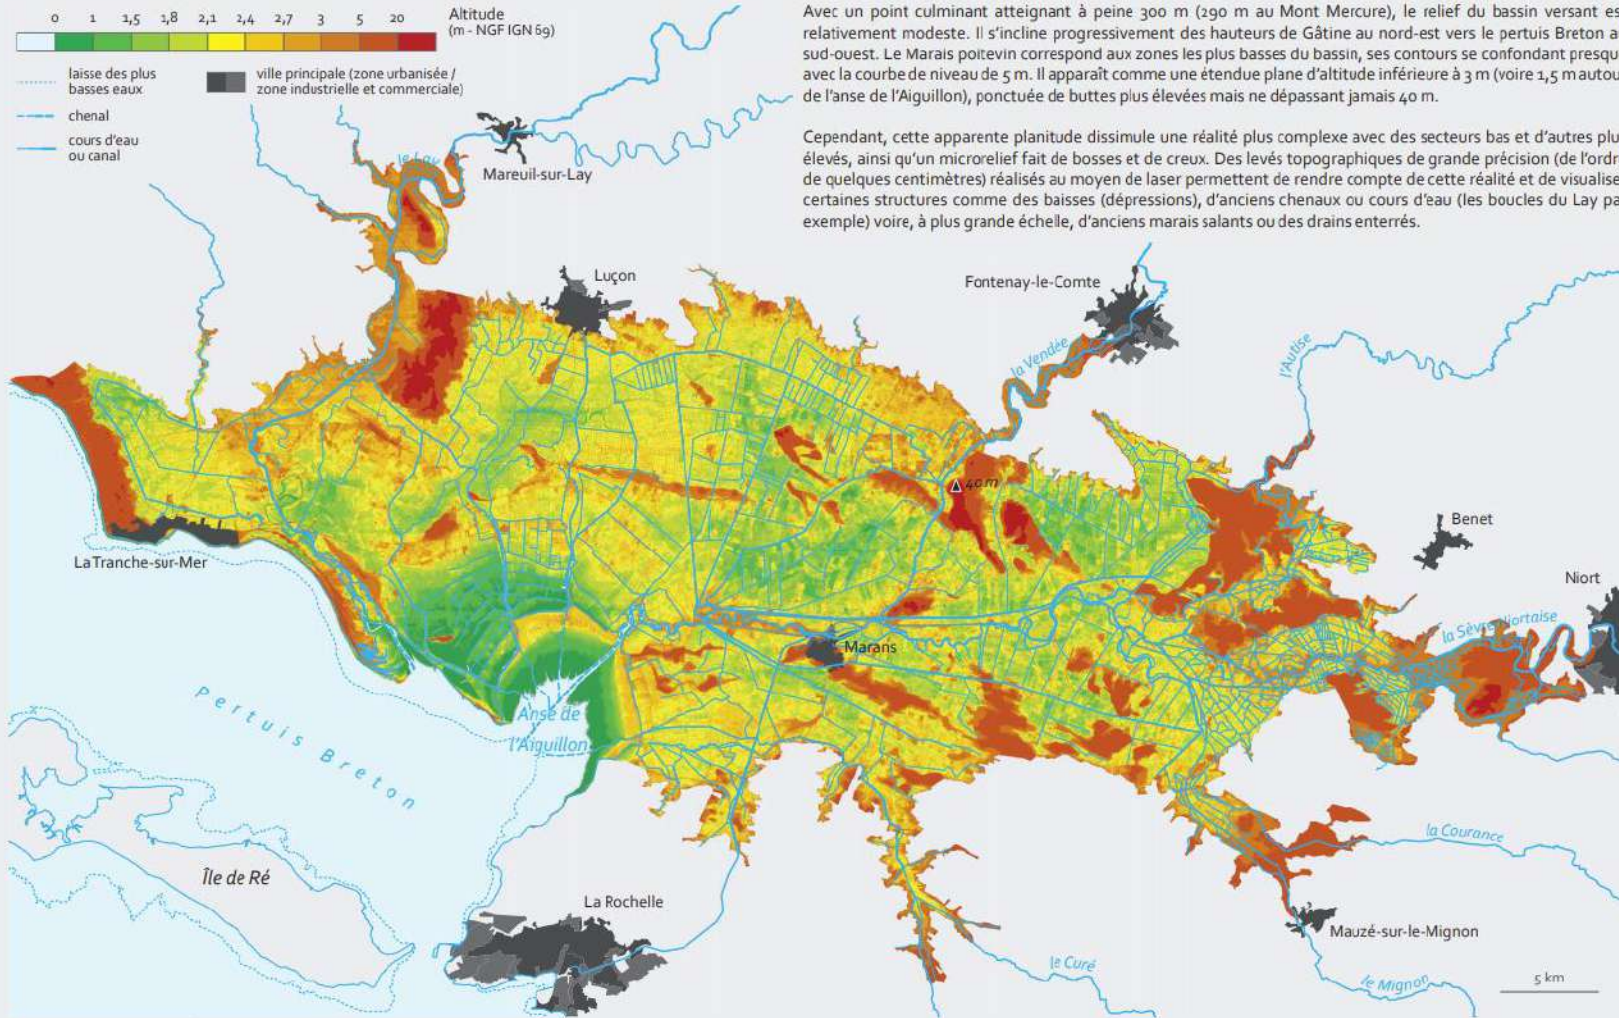 0 1 1,5 1,8 2,1 2,4 2,7 3 5 20
Altitude
(m - NGF IGN 69)
laisse des plus
basses eaux
chenal
cours d'eau
ou canal
ville principale (zone urbanisée /
zone industrielle et commerciale)
Avec un point culminant atteignant à peine 300 m (290 m au Mont Mercure), le relief du bassin versant es
relativement modeste. Il s'incline progressivement des hauteurs de Gâtine au nord-est vers le pertuis Breton a
sud-ouest. Le Marais poitevin correspond aux zones les plus basses du bassin, ses contours se confondant presqu
avec la courbe de niveau de 5 m. Il apparaît comme une étendue plane d'altitude inférieure à 3 m (voire 1,5 m autou
de l'anse de l'Aiguillon), ponctuée de buttes plus élevées mais ne dépassant jamais 40 m.
Cependant, cette apparente planitude dissimule une réalité plus complexe avec des secteurs bas et d'autres plu
élevés, ainsi qu'un microrelief fait de bosses et de creux. Des levés topographiques de grande précision (de l'ordr
de quelques centimètres) réalisés au moyen de laser permettent de rendre compte de cette réalité et de visualise
certaines structures comme des baisses (dépressions), d'anciens chenaux ou cours d'eau (les boucles du Lay pa
exemple) voire, à plus grande échelle, d'anciens marais salants ou des drains enterrés.
le Lay
Mareuil-sur-Lay
Luçon
Fontenay-le-Comte
la Vendée
l'Autise
40 m
Benet
La Tranche-sur-Mer
Niort
la Sèvre Niortaise
Marans
Pertuis Breton
Anse de
l'Aiguillon
la Courance
Île de Ré
La Rochelle
Mauzé-sur-le-Mignon
le Curé
le Mignon
5 km